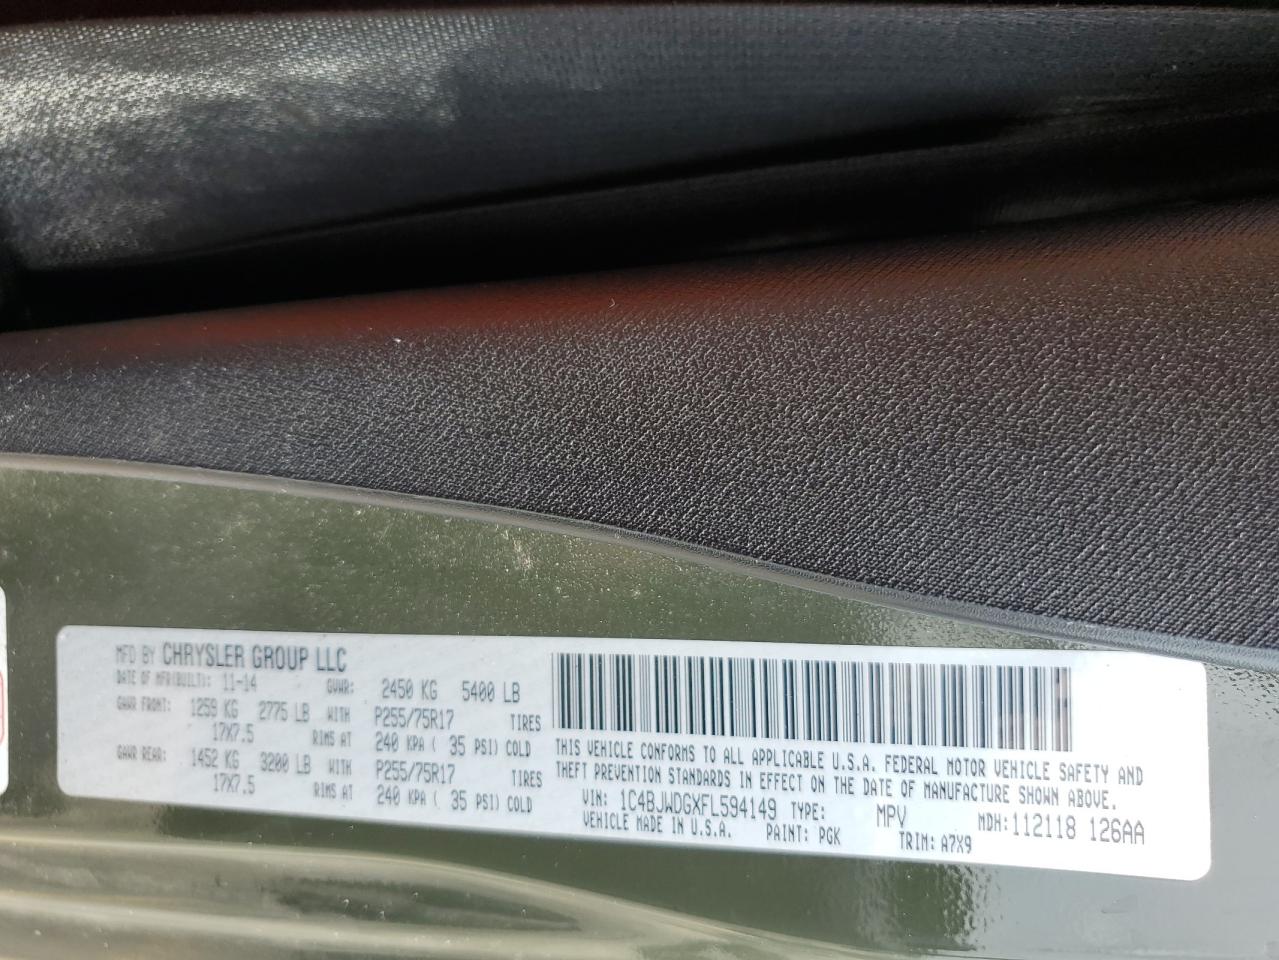 MFD BY CHRYSLER GROUP LLC
DATE OF MFR(BUILT): 11-14 GVWR: 2450 KG 5400 LB
GAWR FRONT: 1259 KG 2775 LB WITH P255/75R17 TIRES
17X7.5 RIMS AT 240 KPA ( 35 PSI) COLD
GAWR REAR: 1452 KG 3200 LB WITH P255/75R17 TIRES
17X7.5 RIMS AT 240 KPA ( 35 PSI) COLD
THIS VEHICLE CONFORMS TO ALL APPLICABLE U.S.A. FEDERAL MOTOR VEHICLE SAFETY AND
THEFT PREVENTION STANDARDS IN EFFECT ON THE DATE OF MANUFACTURE SHOWN ABOVE.
VIN: 1C4BJWDGXFL594149 TYPE: MPV MDH: 112118 126AA
VEHICLE MADE IN U.S.A. PAINT: PGK TRIM: A7X9